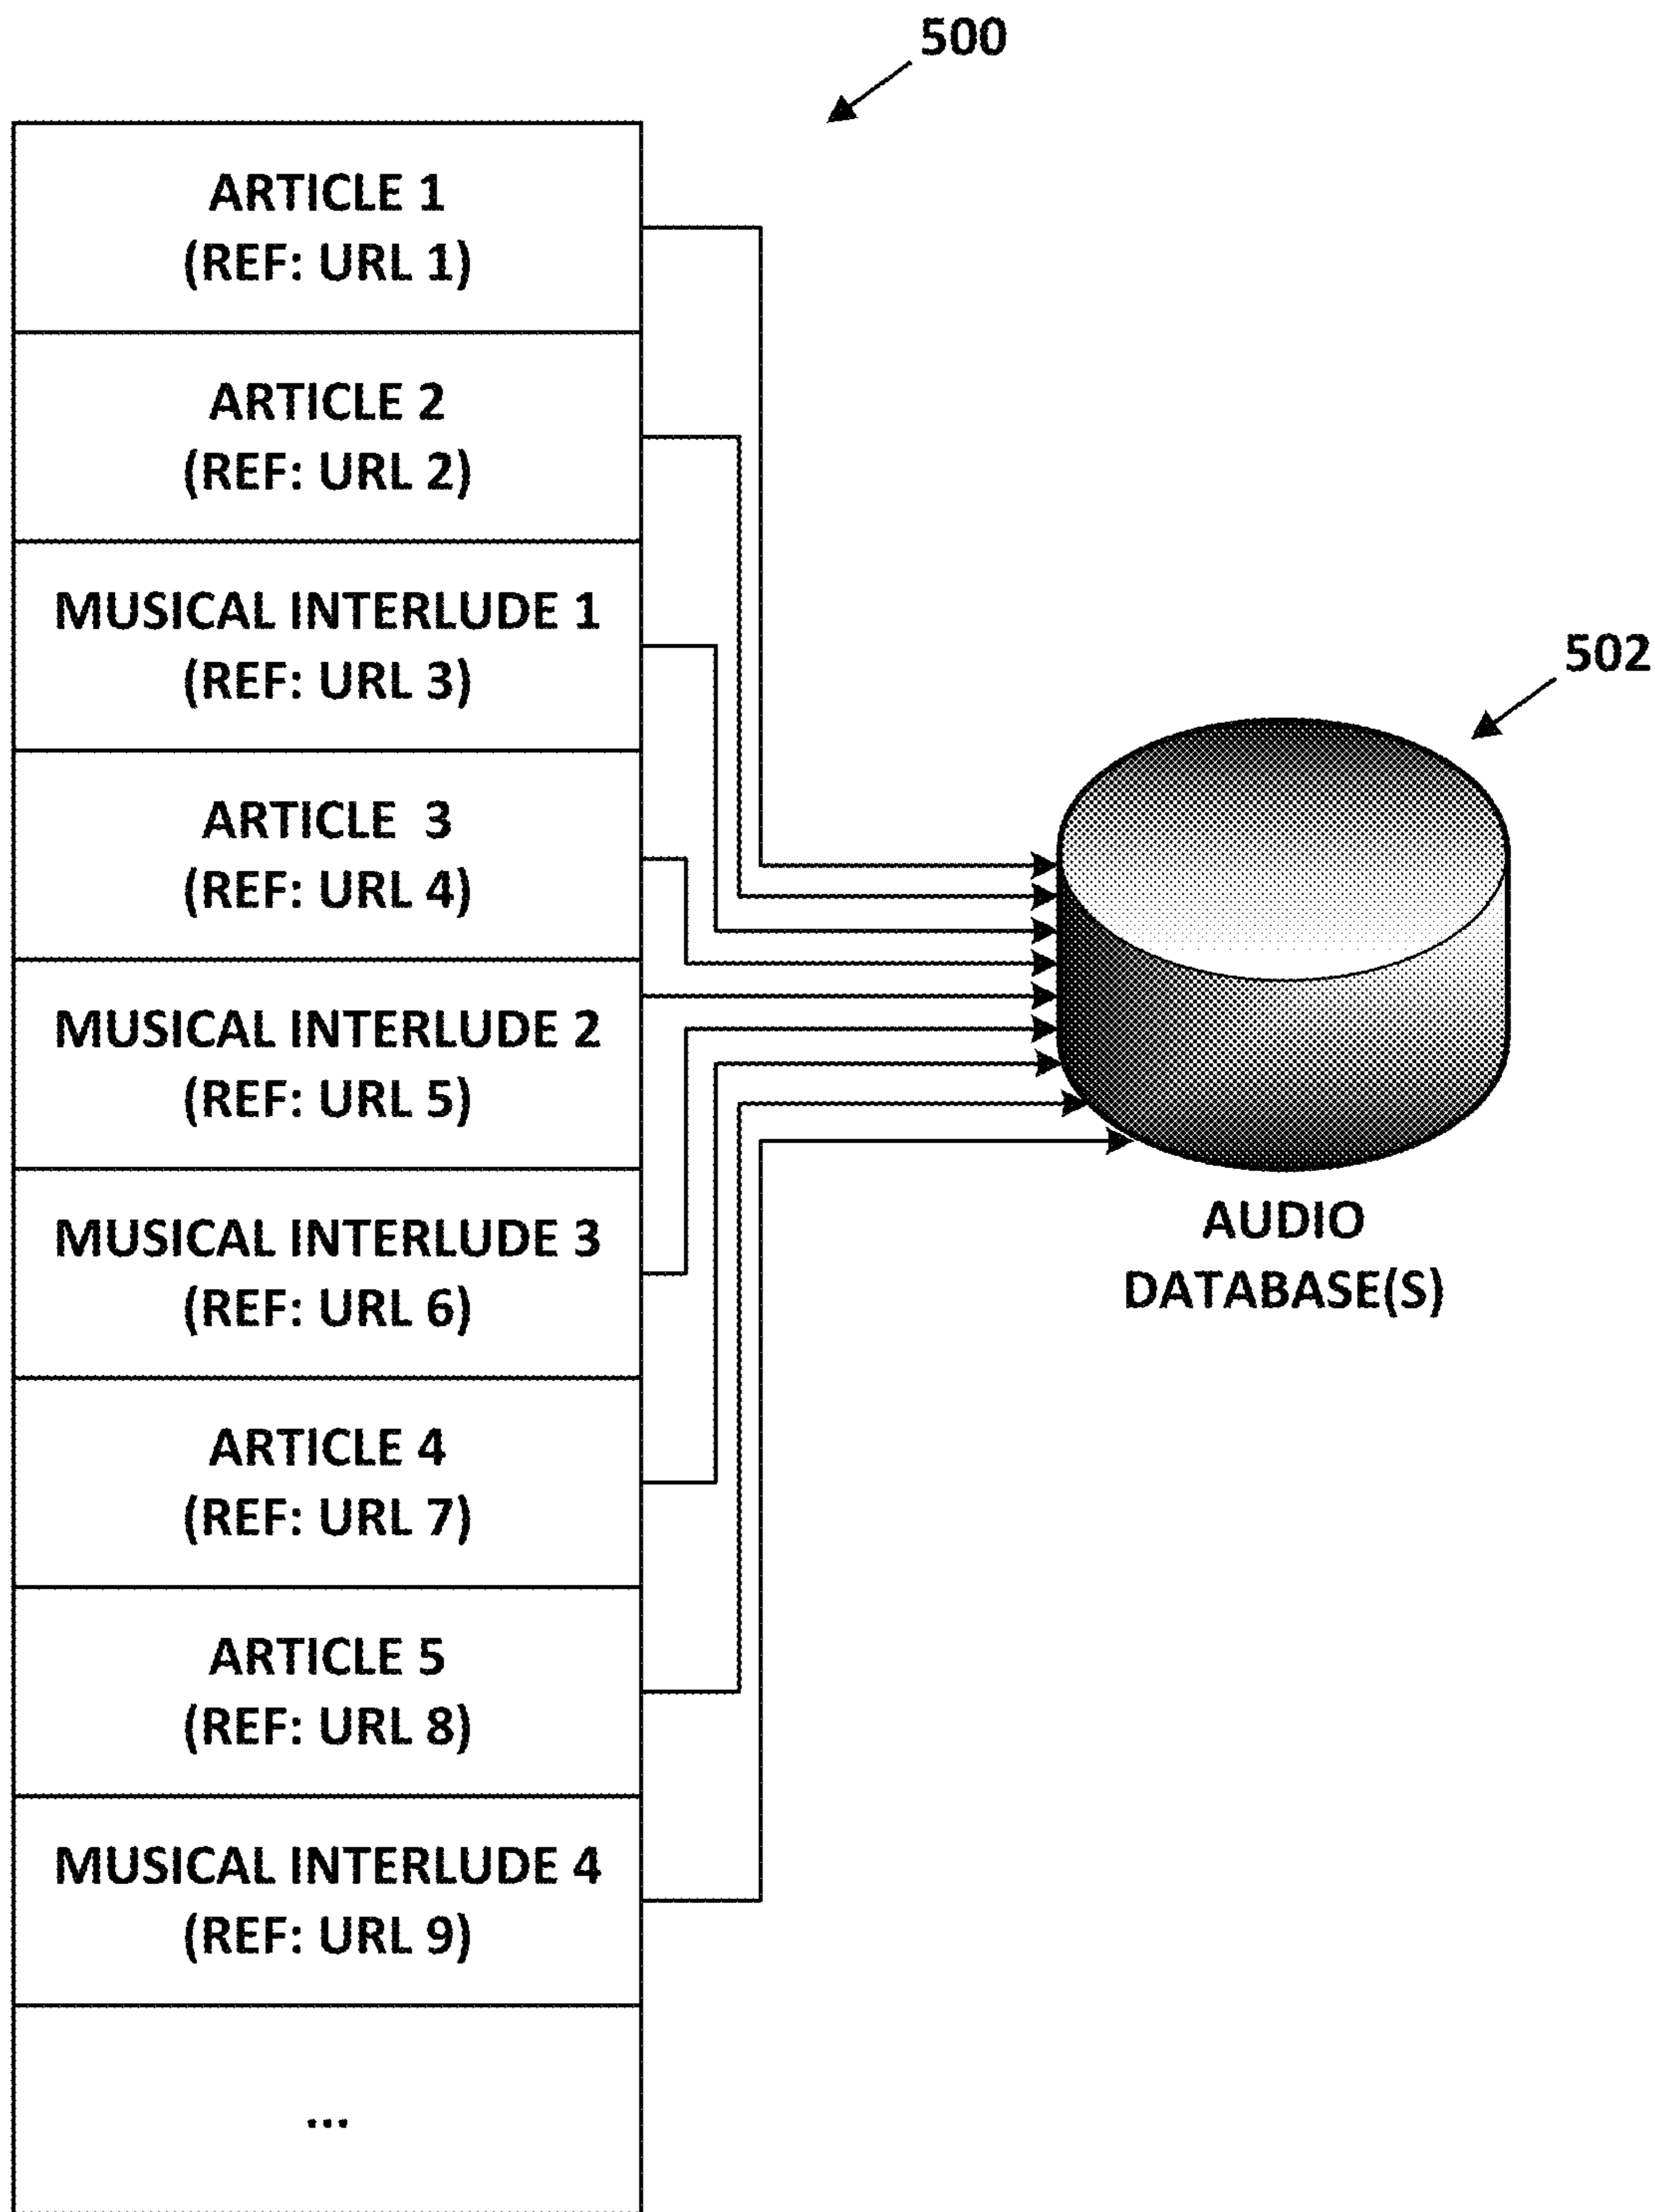 500
ARTICLE 1
(REF: URL 1)
ARTICLE 2
(REF: URL 2)
MUSICAL INTERLUDE 1
(REF: URL 3)
502
ARTICLE  3
(REF: URL 4)
MUSICAL INTERLUDE 2
(REF: URL 5)
MUSICAL INTERLUDE 3
(REF: URL 6)
AUDIO
DATABASE(S)
ARTICLE 4
(REF: URL 7)
ARTICLE 5
(REF: URL 8)
MUSICAL INTERLUDE 4
(REF: URL 9)
...